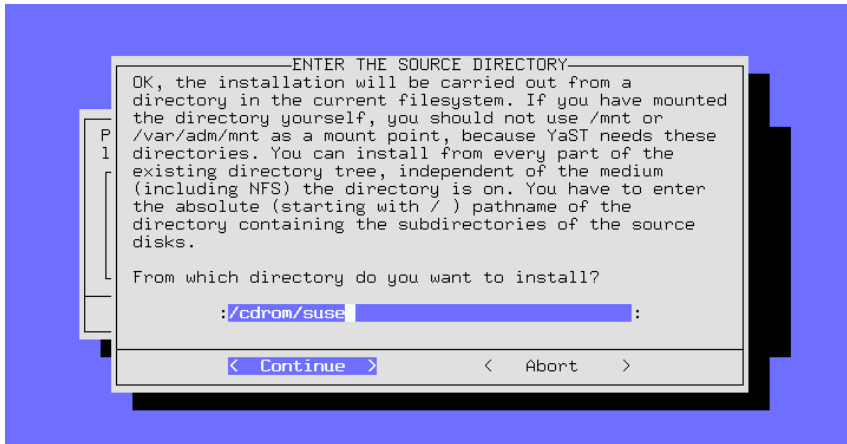 ENTER THE SOURCE DIRECTORY
OK, the installation will be carried out from a
directory in the current filesystem. If you have mounted
the directory yourself, you should not use /mnt or
/var/adm/mnt as a mount point, because YaST needs these
directories. You can install from every part of the
existing directory tree, independent of the medium
(including NFS) the directory is on. You have to enter
the absolute (starting with / ) pathname of the
directory containing the subdirectories of the source
disks.
From which directory do you want to install?
:/cdrom/suse :
< Continue > < Abort >
P
l